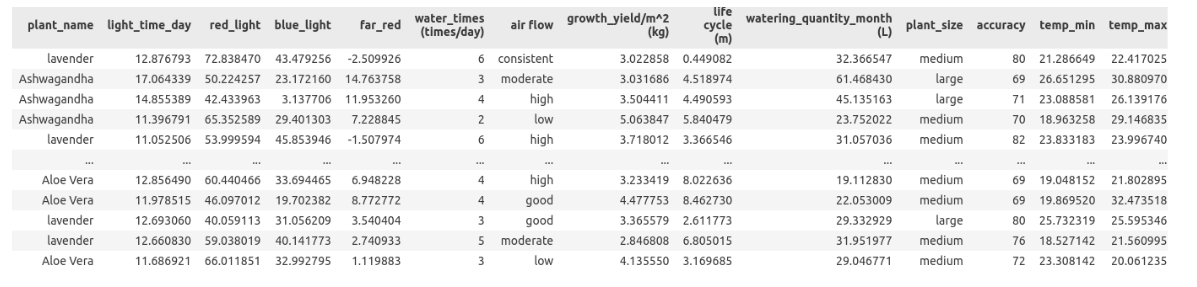 plant_name light_time_day red_light blue_light far_red water_times (times/day) air flow growth_yield/m^2 (kg) life cycle (m) watering_quantity_month (L) plant_size accuracy temp_min temp_max
lavender 12.876793 72.838470 43.479256 -2.509926 6 consistent 3.022858 0.449082 32.366547 medium 80 21.286649 22.417025
Ashwagandha 17.064339 50.224257 23.172160 14.763758 3 moderate 3.031686 4.518974 61.468430 large 69 26.651295 30.880970
Ashwagandha 14.855389 42.433963 3.137706 11.953260 4 high 3.504411 4.490593 45.135163 large 71 23.088581 26.139176
Ashwagandha 11.396791 65.352589 29.401303 7.228845 2 low 5.063847 5.840479 23.752022 medium 70 18.963258 29.146835
lavender 11.052506 53.999594 45.853946 -1.507974 6 high 3.718012 3.366546 31.057036 medium 82 23.833183 23.996740
... ... ... ... ... ... ... ... ... ... ... ... ... ...
Aloe Vera 12.856490 60.440466 33.694465 6.948228 4 high 3.233419 8.022636 19.112830 medium 69 19.048152 21.802895
Aloe Vera 11.978515 46.097012 19.702382 8.772772 4 good 4.477753 8.462730 22.053009 medium 69 19.869520 32.473518
lavender 12.693060 40.059113 31.056209 3.540404 3 good 3.365579 2.611773 29.332929 large 80 25.732319 25.595346
lavender 12.660830 59.038019 40.141773 2.740933 5 moderate 2.846808 6.805015 31.951977 medium 76 18.527142 21.560995
Aloe Vera 11.686921 66.011851 32.992795 1.119883 3 low 4.135550 3.169685 29.046771 medium 72 23.308142 20.061235